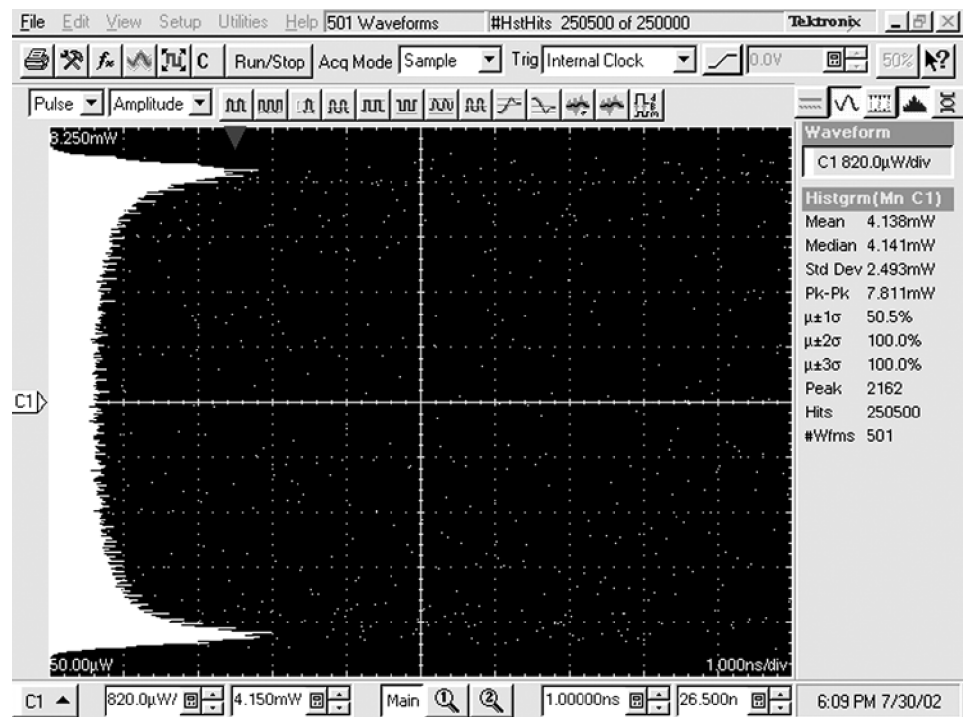 File Edit View Setup Utilities Help 501 Waveforms #HstHits 250500 of 250000 Tektronix
C Run/Stop Acq Mode Sample Trig Internal Clock 0.0V 50%
Pulse Amplitude
8.250mW
Waveform
C1 820.0µW/div
Histgrm(Mn C1)
Mean 4.138mW
Median 4.141mW
Std Dev 2.493mW
Pk-Pk 7.811mW
µ±1σ 50.5%
µ±2σ 100.0%
µ±3σ 100.0%
Peak 2162
Hits 250500
#Wfms 501
C1
50.00µW 1.000ns/div
C1 820.0µW/ 4.150mW Main 1 2 1.00000ns 26.500n 6:09 PM 7/30/02